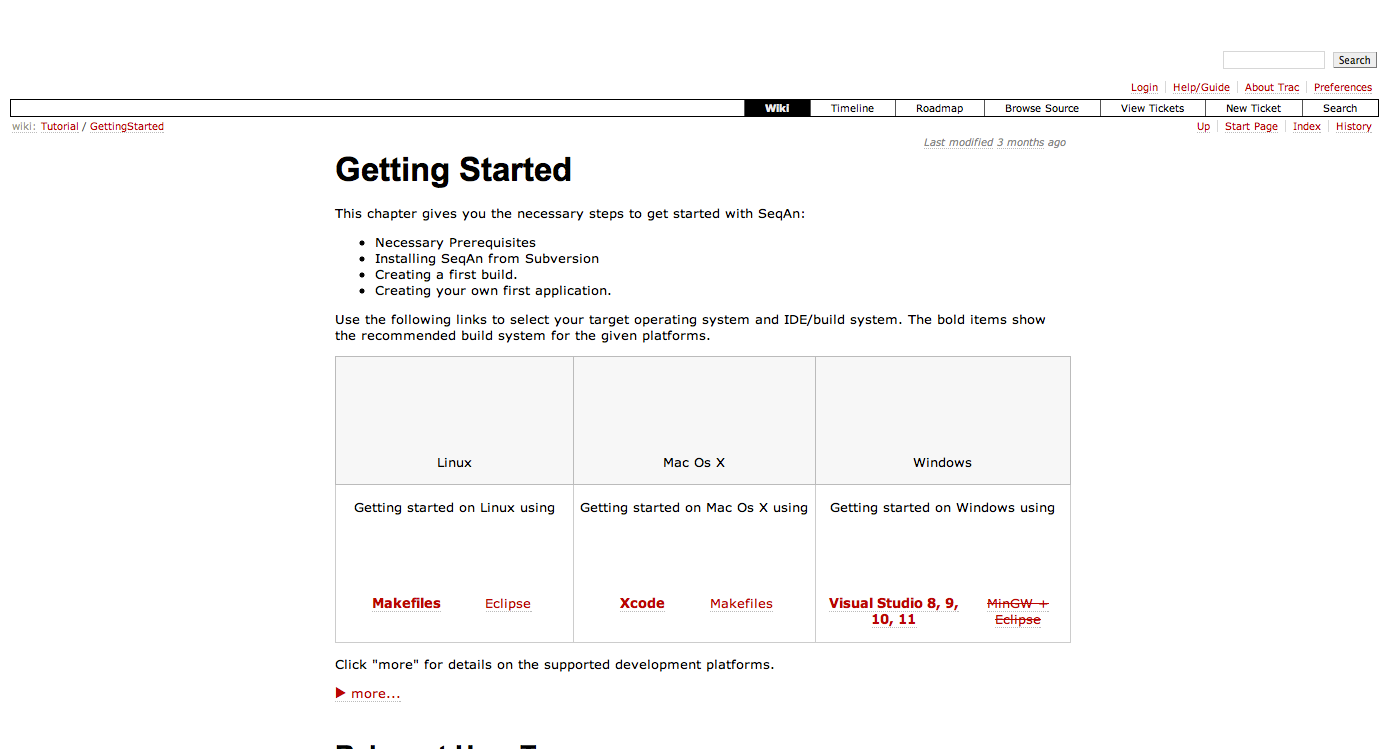 Search
Login Help/Guide About Trac Preferences
Wiki Timeline Roadmap Browse Source View Tickets New Ticket Search
wiki: Tutorial / GettingStarted Up Start Page Index History
Last modified 3 months ago
Getting Started
This chapter gives you the necessary steps to get started with SeqAn:
• Necessary Prerequisites
• Installing SeqAn from Subversion
• Creating a first build.
• Creating your own first application.
Use the following links to select your target operating system and IDE/build system. The bold items show
the recommended build system for the given platforms.
Linux Mac Os X Windows
Getting started on Linux using Getting started on Mac Os X using Getting started on Windows using
Makefiles Eclipse Xcode Makefiles Visual Studio 8, 9, MinGW +
10, 11 Eclipse
Click "more" for details on the supported development platforms.
more...